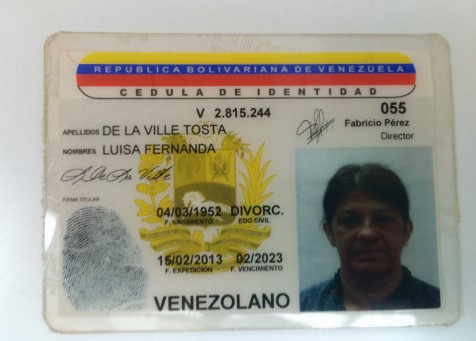 REPUBLICA BOLIVARIANA DE VENEZUELA
CEDULA DE IDENTIDAD
V 2.815.244
055
Fabricio Pérez
Director
APELLIDOS DE LA VILLE TOSTA
NOMBRES LUISA FERNANDA
FIRMA TITULAR
04/03/1952 DIVORC.
F. NACIMIENTO EDO CIVIL
15/02/2013 02/2023
F. EXPEDICION F. VENCIMIENTO
VENEZOLANO